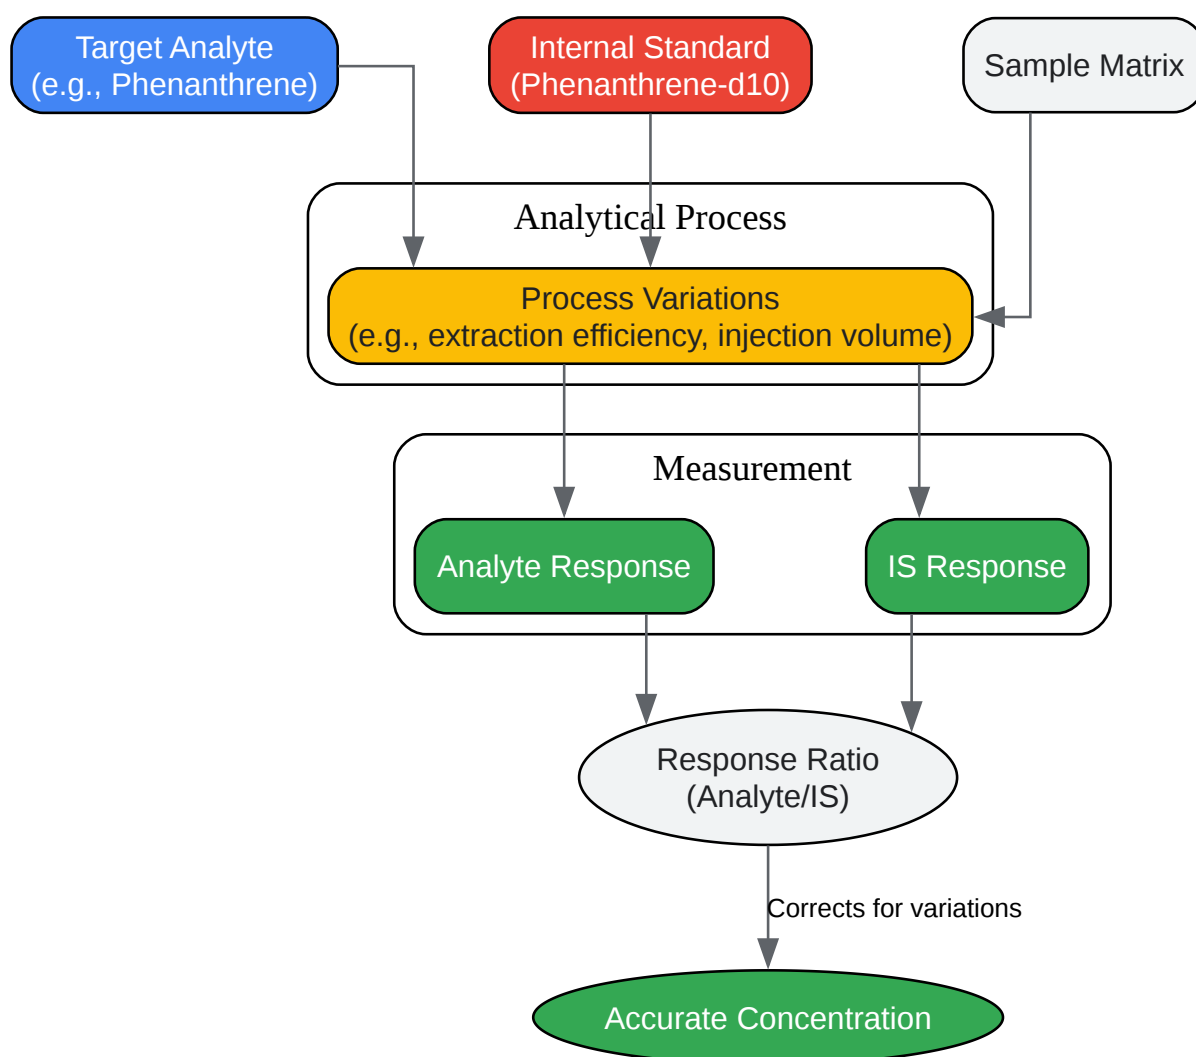 Target Analyte
(e.g., Phenanthrene)
Internal Standard
(Phenanthrene-d10)
Sample Matrix
Analytical Process
Process Variations
(e.g., extraction efficiency, injection volume)
Measurement
Analyte Response
IS Response
Response Ratio
(Analyte/IS)
Corrects for variations
Accurate Concentration